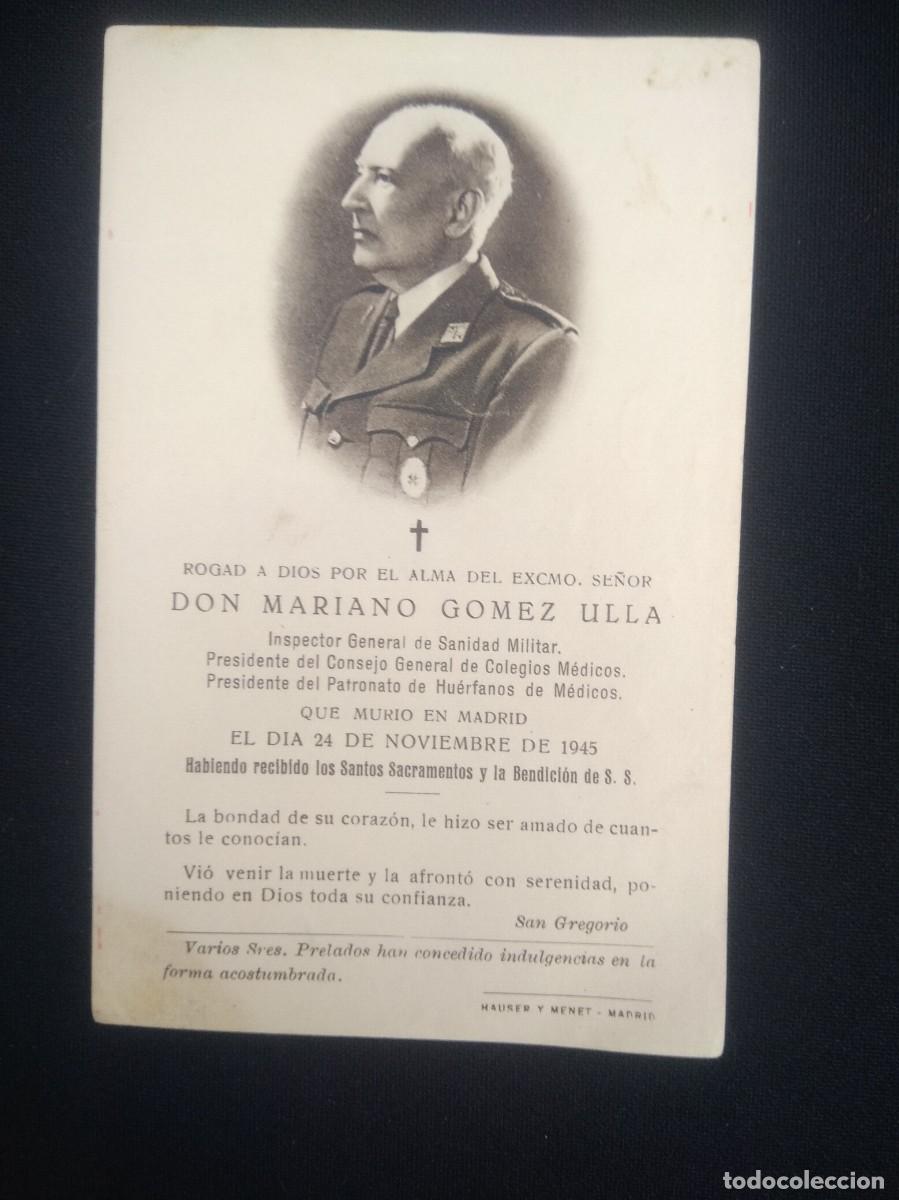 ROGAD A DIOS POR EL ALMA DEL EXCMO. SEÑOR
DON MARIANO GOMEZ ULLA
Inspector General de Sanidad Militar.
Presidente del Consejo General de Colegios Médicos.
Presidente del Patronato de Huérfanos de Médicos.
QUE MURIO EN MADRID
EL DIA 24 DE NOVIEMBRE DE 1945
Habiendo recibido los Santos Sacramentos y la Bendición de S. S.
La bondad de su corazón, le hizo ser amado de cuan-
tos le conocían.
Vió venir la muerte y la afrontó con serenidad, po-
niendo en Dios toda su confianza.
San Gregorio
Varios Sres. Prelados han concedido indulgencias en la
forma acostumbrada.
HAUSER Y MENET - MADRID
todocoleccion